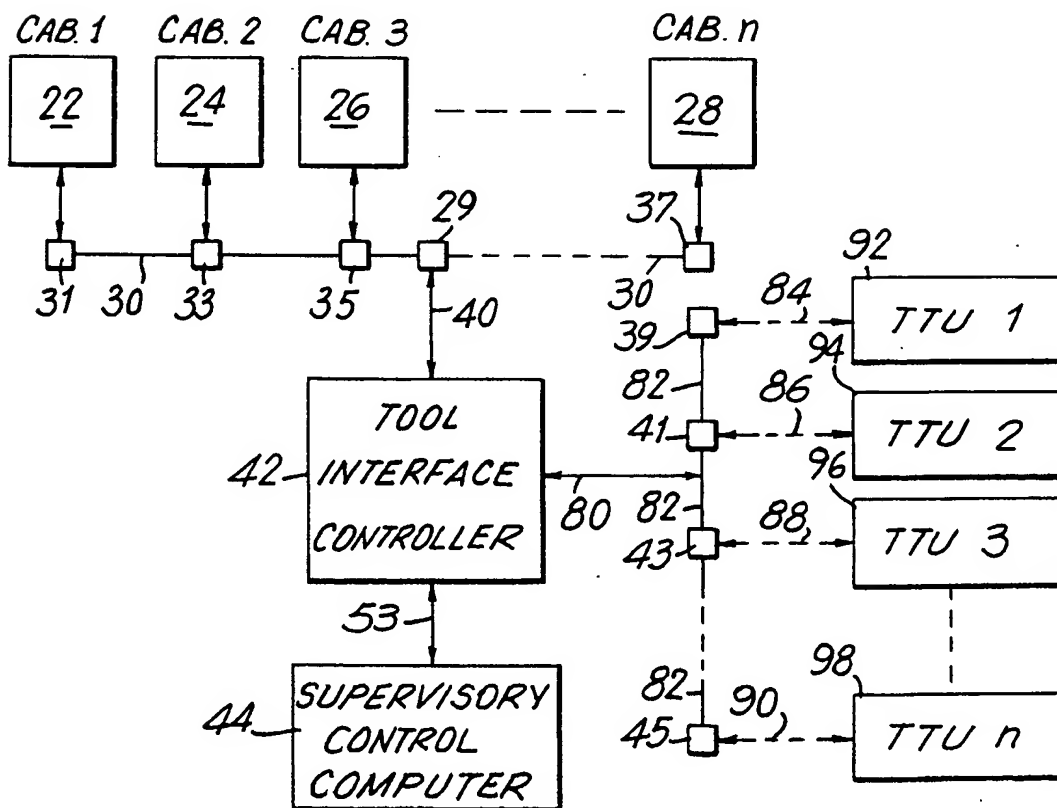 CAB. 1 CAB. 2 CAB. 3 CAB. n
22 24 26 28
29 37
31 30 33 35 30
92
40 39 84 TTU 1
94
82 86
41 TTU 2
TOOL
INTERFACE
CONTROLLER
42 80
96
82 88
43 TTU 3
53
82 90 98
45 TTU n
SUPERVISORY
CONTROL
COMPUTER
44